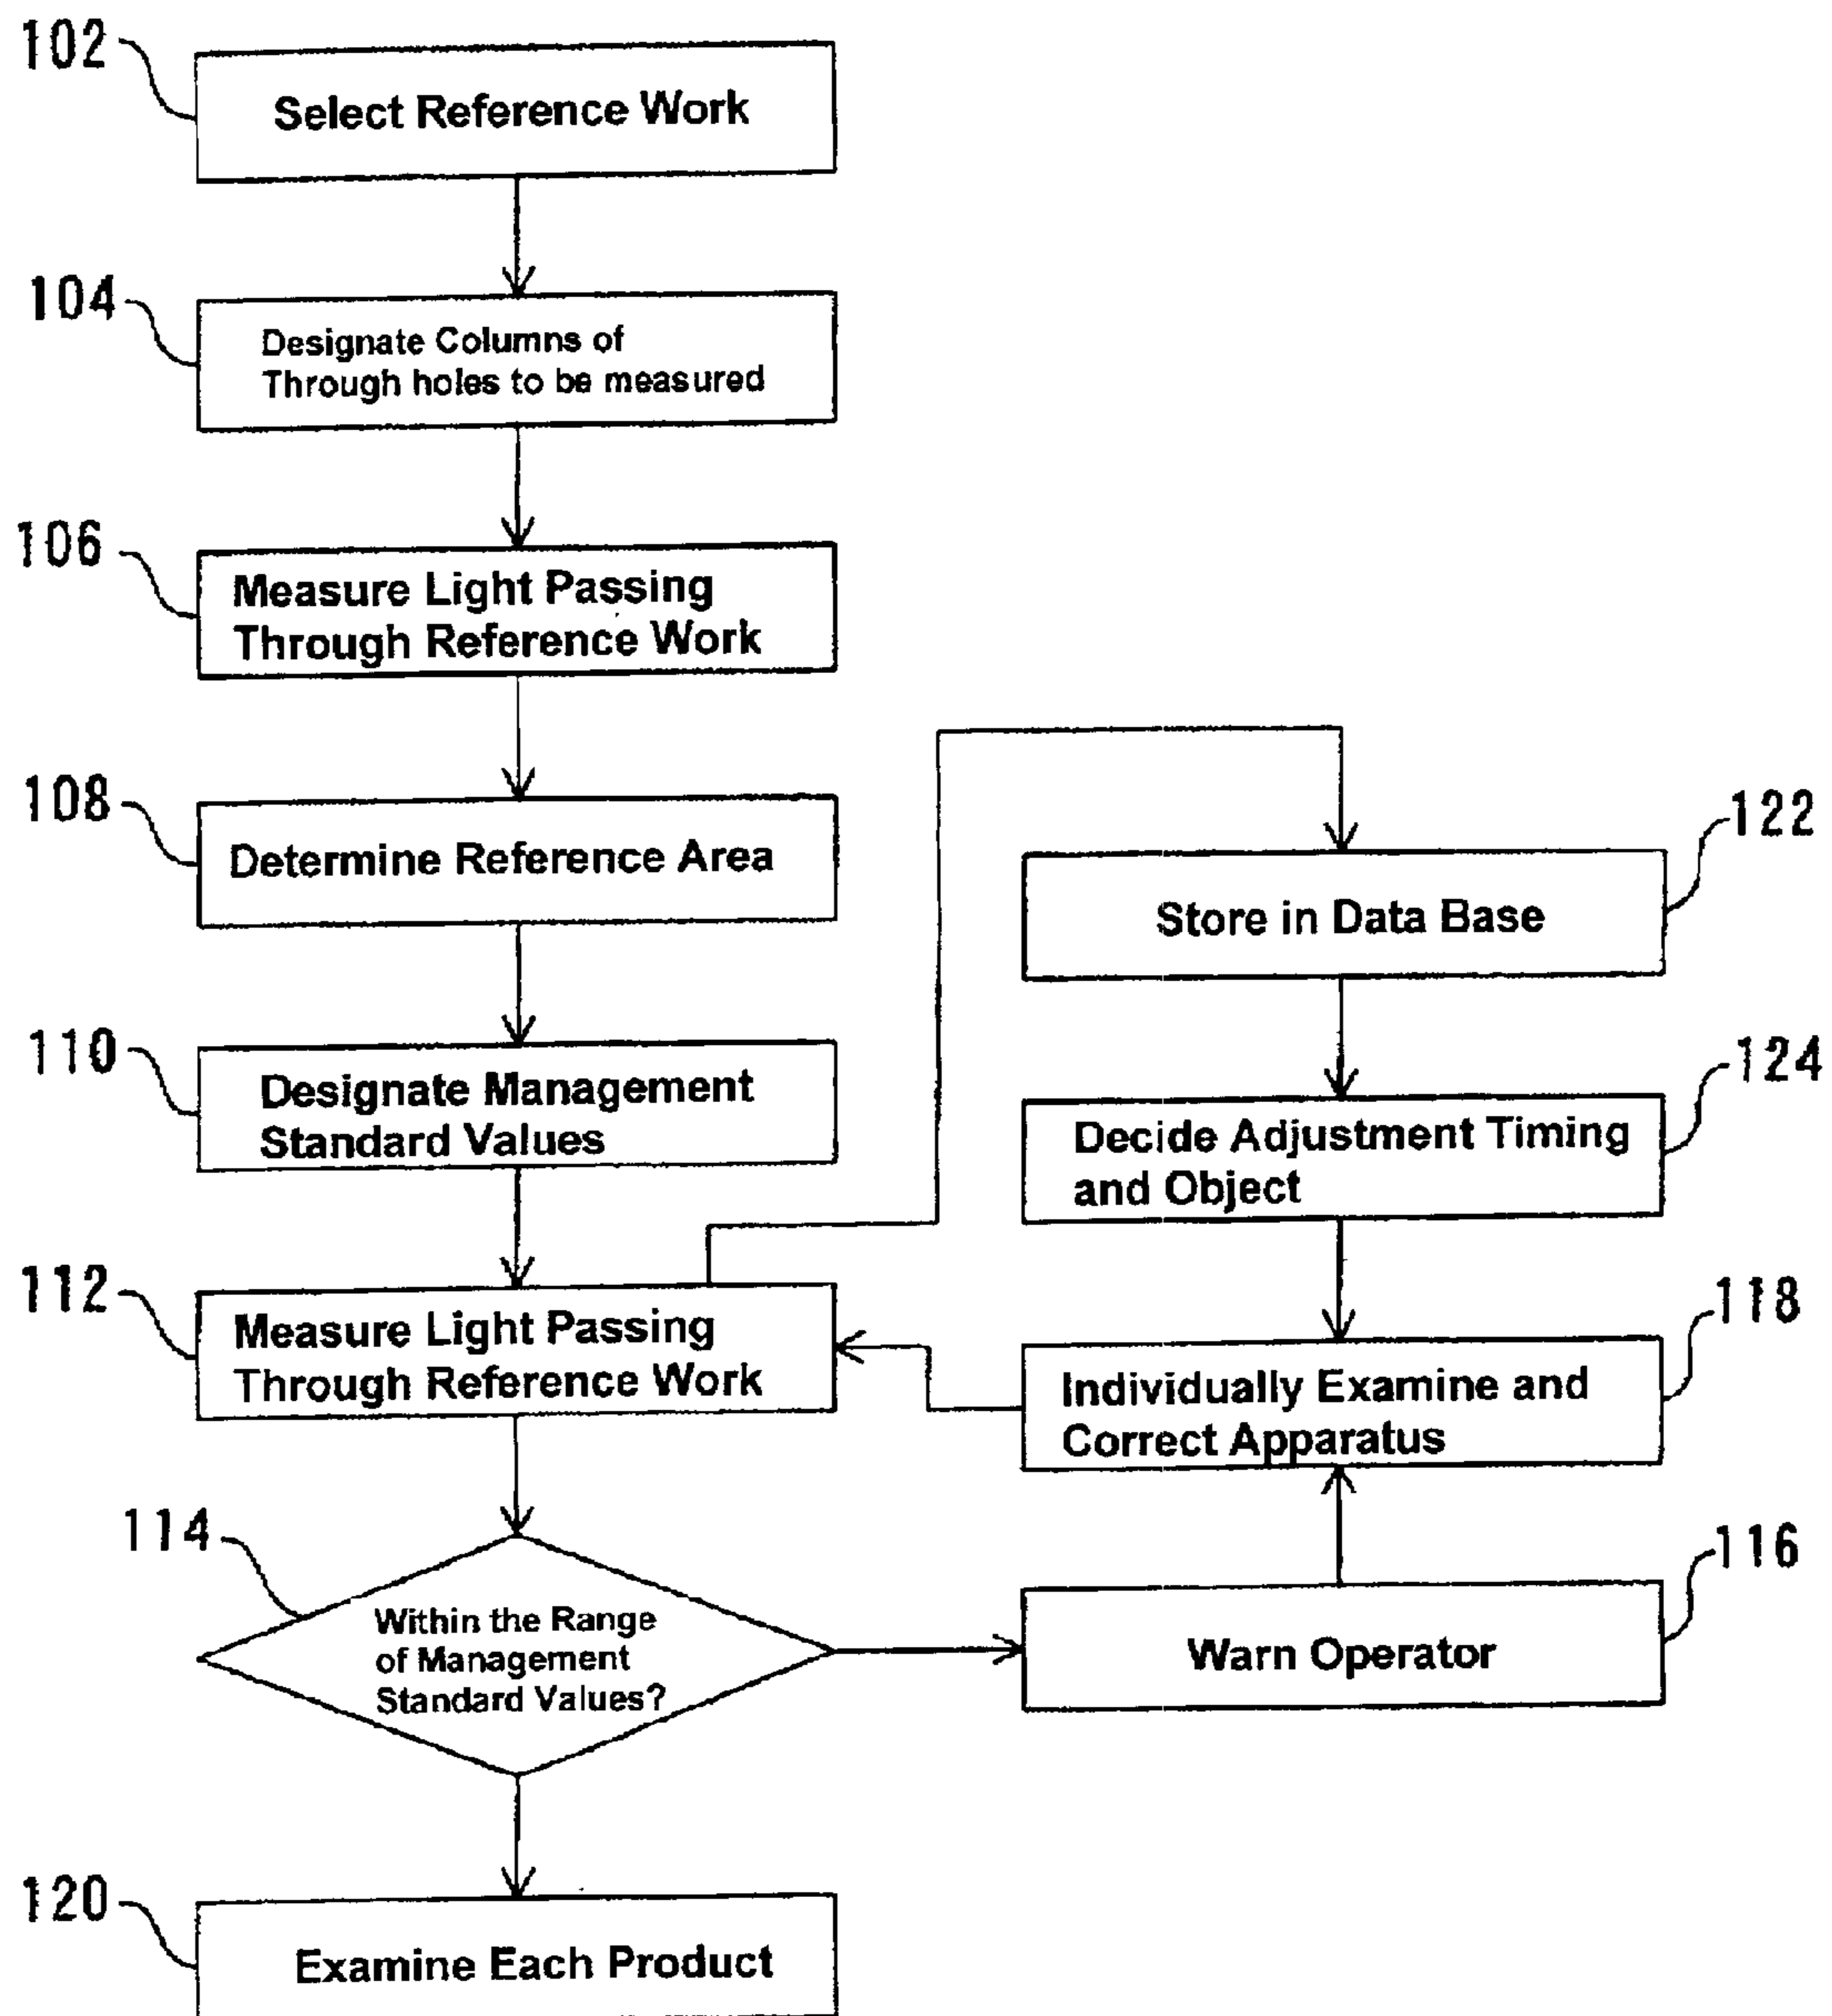 102
Select Reference Work
104
Designate Columns of
Through holes to be measured
106
Measure Light Passing
Through Reference Work
108
Determine Reference Area
110
Designate Management
Standard Values
112
Measure Light Passing
Through Reference Work
114
Within the Range
of Management
Standard Values?
120
Examine Each Product
122
Store in Data Base
124
Decide Adjustment Timing
and Object
118
Individually Examine and
Correct Apparatus
116
Warn Operator